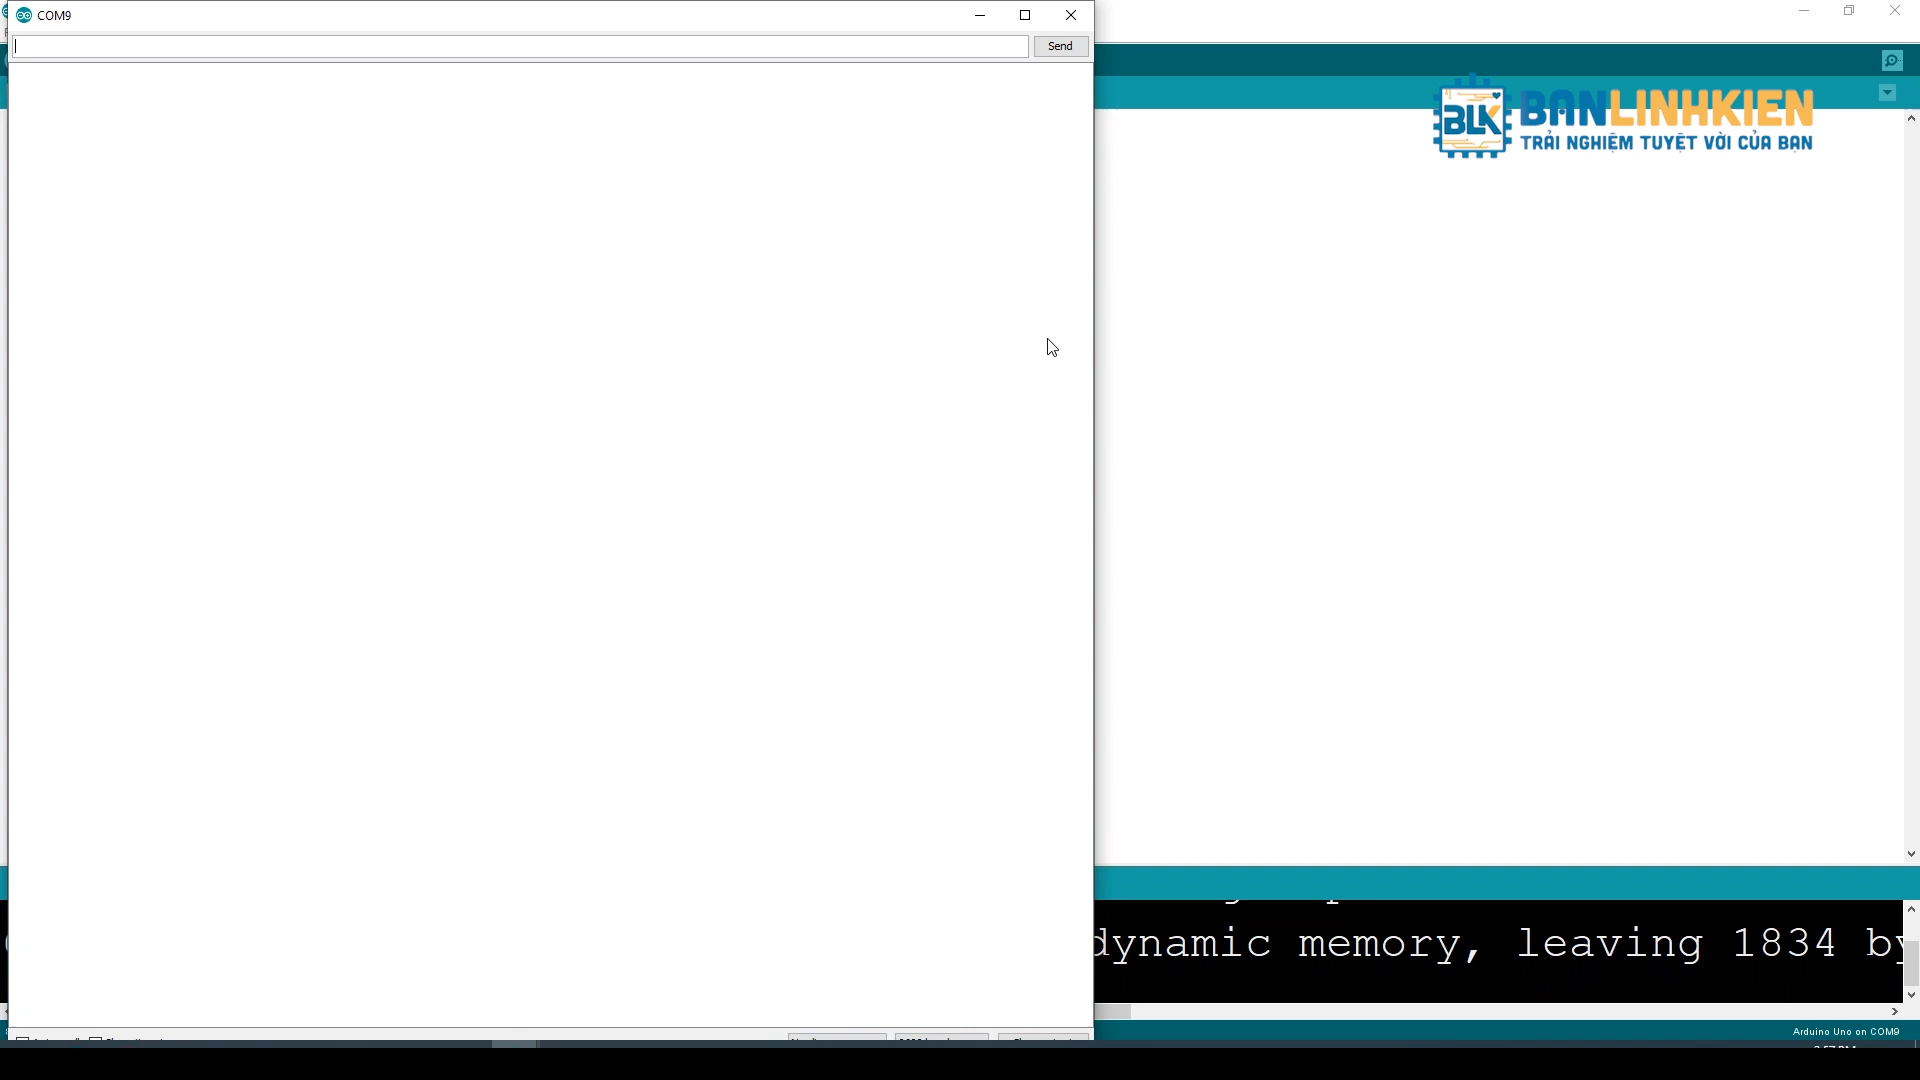 COM9
Send
BLK
BANLINHKIEN
TRẢI NGHIỆM TUYỆT VỜI CỦA BẠN
dynamic memory, leaving 1834 by
Arduino Uno on COM9